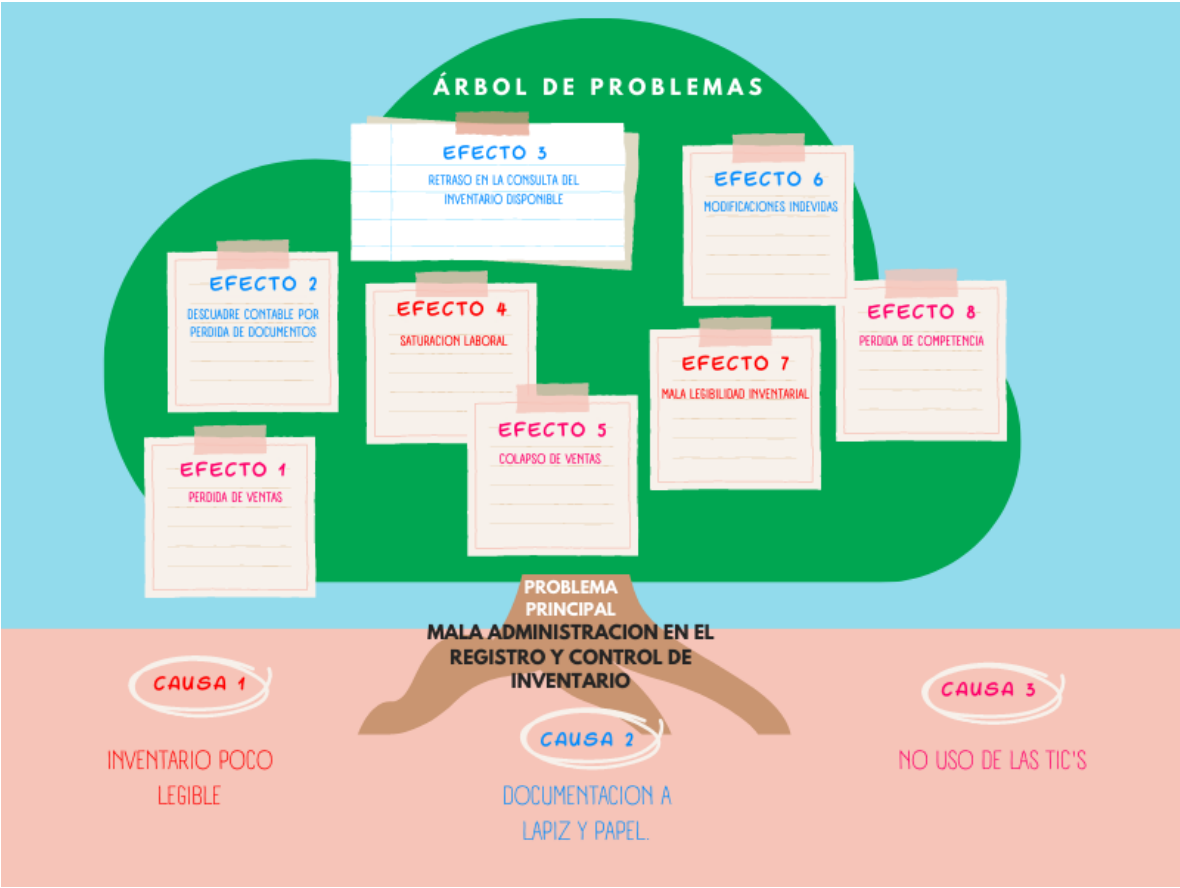 ÁRBOL DE PROBLEMAS
EFECTO 3
RETRASO EN LA CONSULTA DEL
INVENTARIO DISPONIBLE
EFECTO 6
MODIFICACIONES INDEVIDAS
EFECTO 2
DESCUADRE CONTABLE POR
PERDIDA DE DOCUMENTOS
EFECTO 4
SATURACION LABORAL
EFECTO 8
PERDIDA DE COMPETENCIA
EFECTO 7
MALA LEGIBILIDAD INVENTARIAL
EFECTO 5
COLAPSO DE VENTAS
EFECTO 1
PERDIDA DE VENTAS
PROBLEMA
PRINCIPAL
MALA ADMINISTRACION EN EL
REGISTRO Y CONTROL DE
INVENTARIO
CAUSA 1
INVENTARIO POCO
LEGIBLE
CAUSA 2
DOCUMENTACION A
LAPIZ Y PAPEL.
CAUSA 3
NO USO DE LAS TIC'S